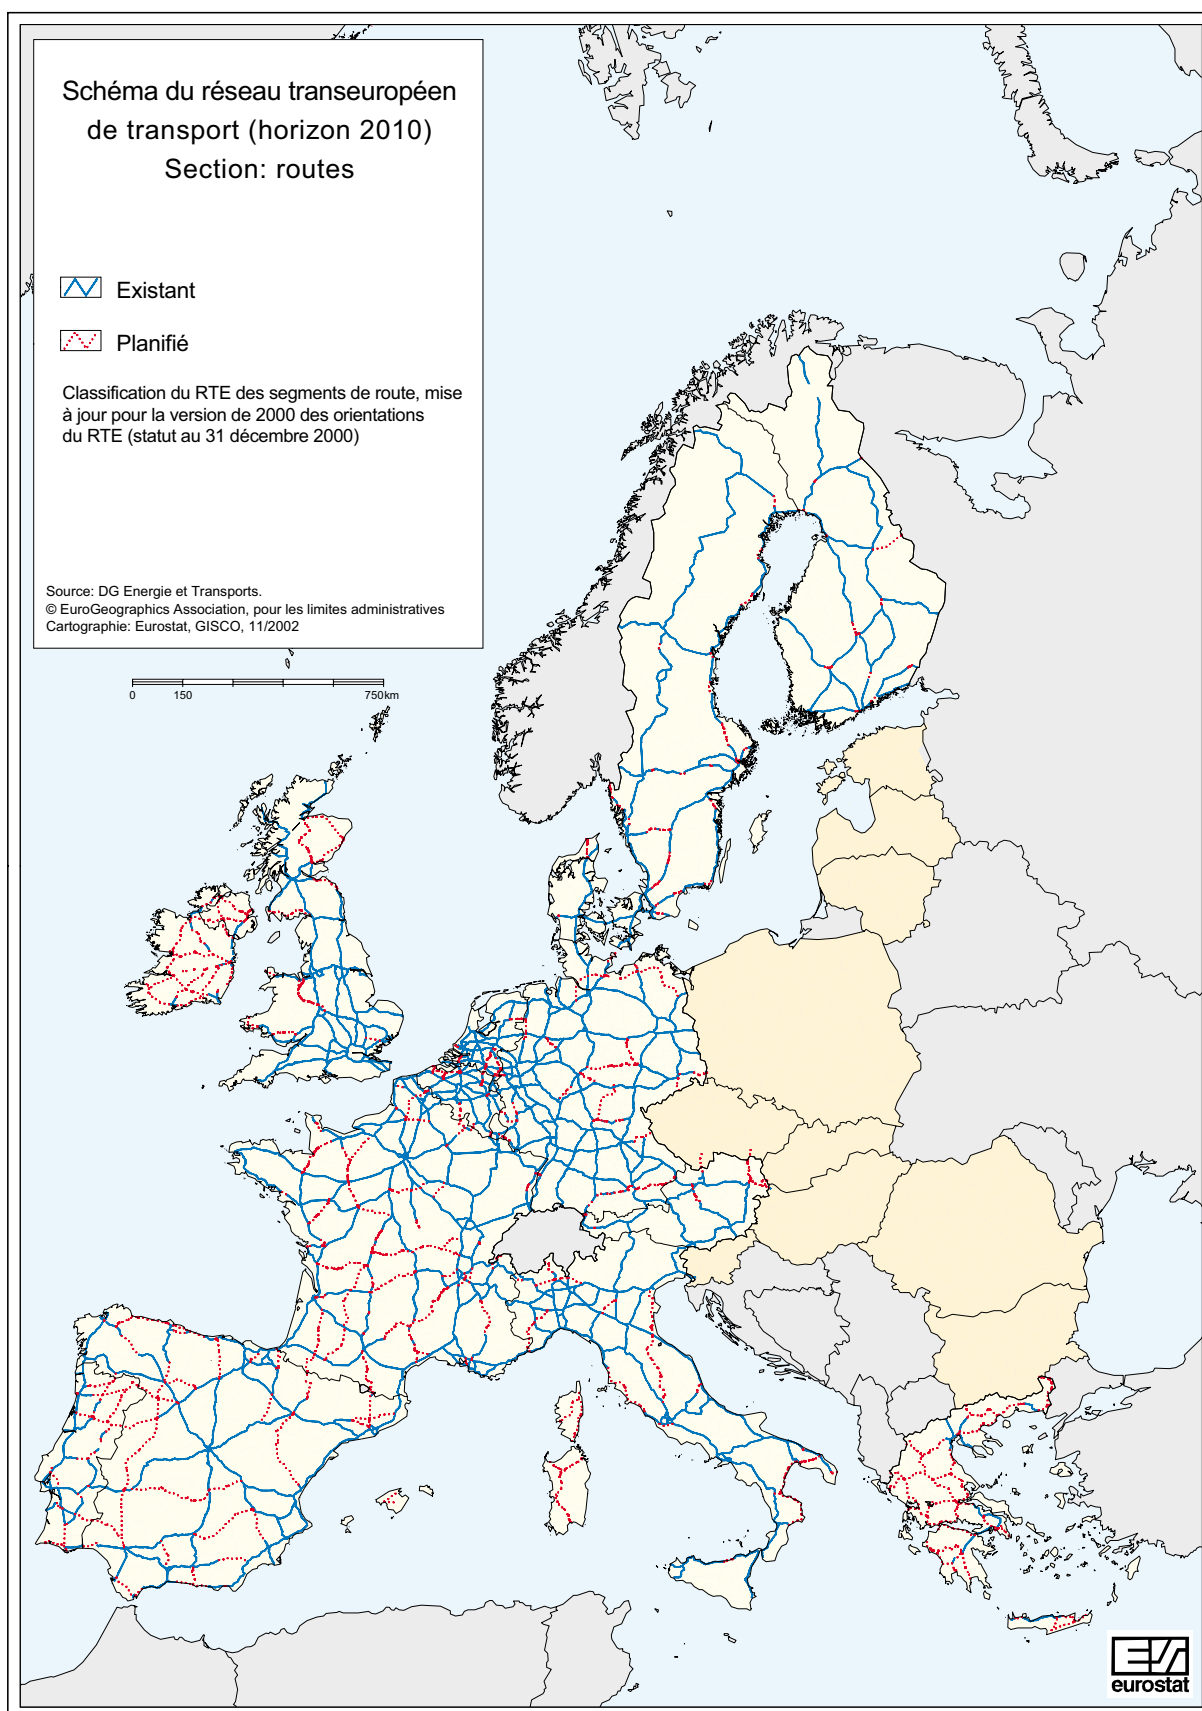 Schéma du réseau transeuropéen
de transport (horizon 2010)
Section: routes
Existant
Planifié
Classification du RTE des segments de route, mise
à jour pour la version de 2000 des orientations
du RTE (statut au 31 décembre 2000)
Source: DG Energie et Transports.
© EuroGeographics Association, pour les limites administratives
Cartographie: Eurostat, GISCO, 11/2002
0 150 750 km
eurostat